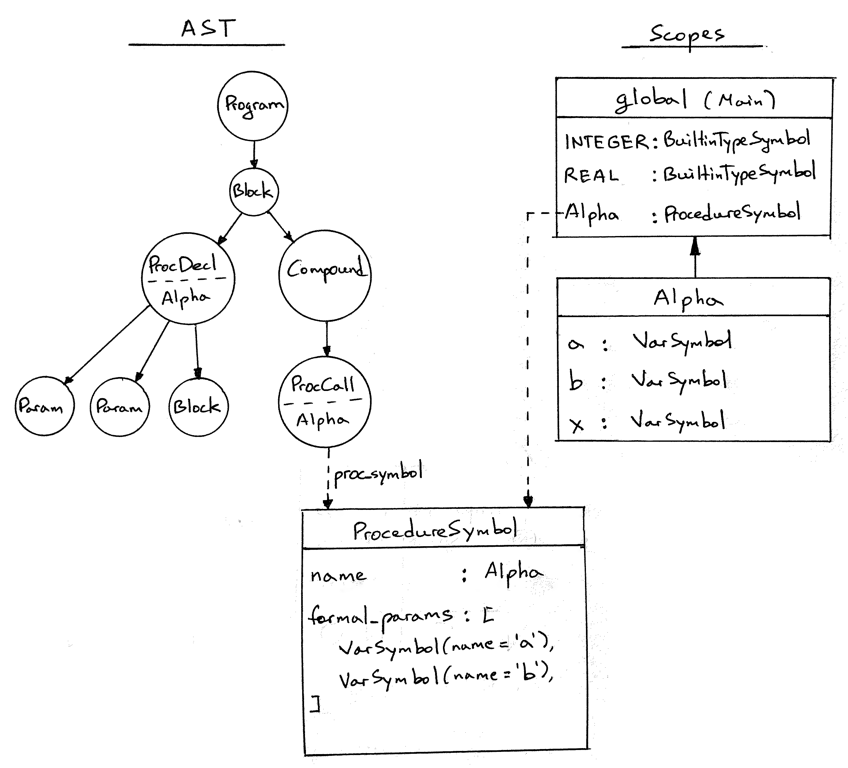 AST
Program
Block
ProcDecl
Alpha
Compound
Param
Param
Block
ProcCall
Alpha
proc_symbol
Scopes
global (Main)
INTEGER : BuiltinTypeSymbol
REAL : BuiltinTypeSymbol
Alpha : ProcedureSymbol
Alpha
a : VarSymbol
b : VarSymbol
x : VarSymbol
ProcedureSymbol
name : Alpha
formal_params : [
VarSymbol(name = 'a'),
VarSymbol(name = 'b'),
]